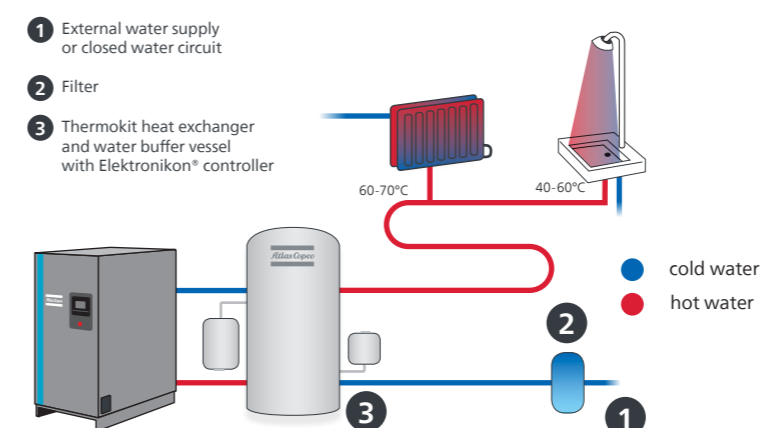 1 External water supply
or closed water circuit
2 Filter
3 Thermokit heat exchanger
and water buffer vessel
with Elektronikon® controller
60-70°C
40-60°C
Atlas Copco
cold water
hot water
2
3
1